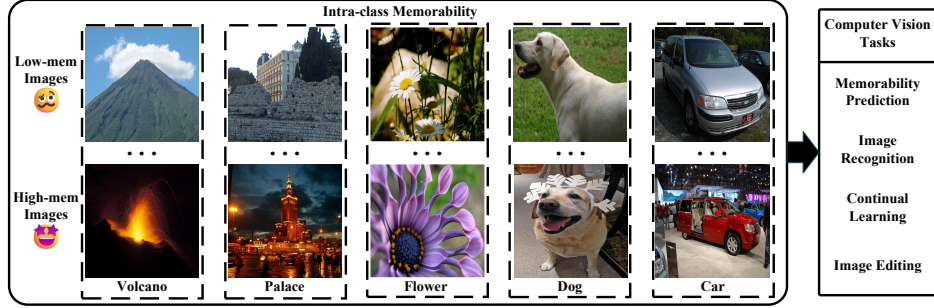 Intra-class Memorability
Low-mem
Images
High-mem
Images
Volcano
Palace
Flower
Dog
Car
Computer Vision
Tasks
Memorability
Prediction
Image
Recognition
Continual
Learning
Image Editing